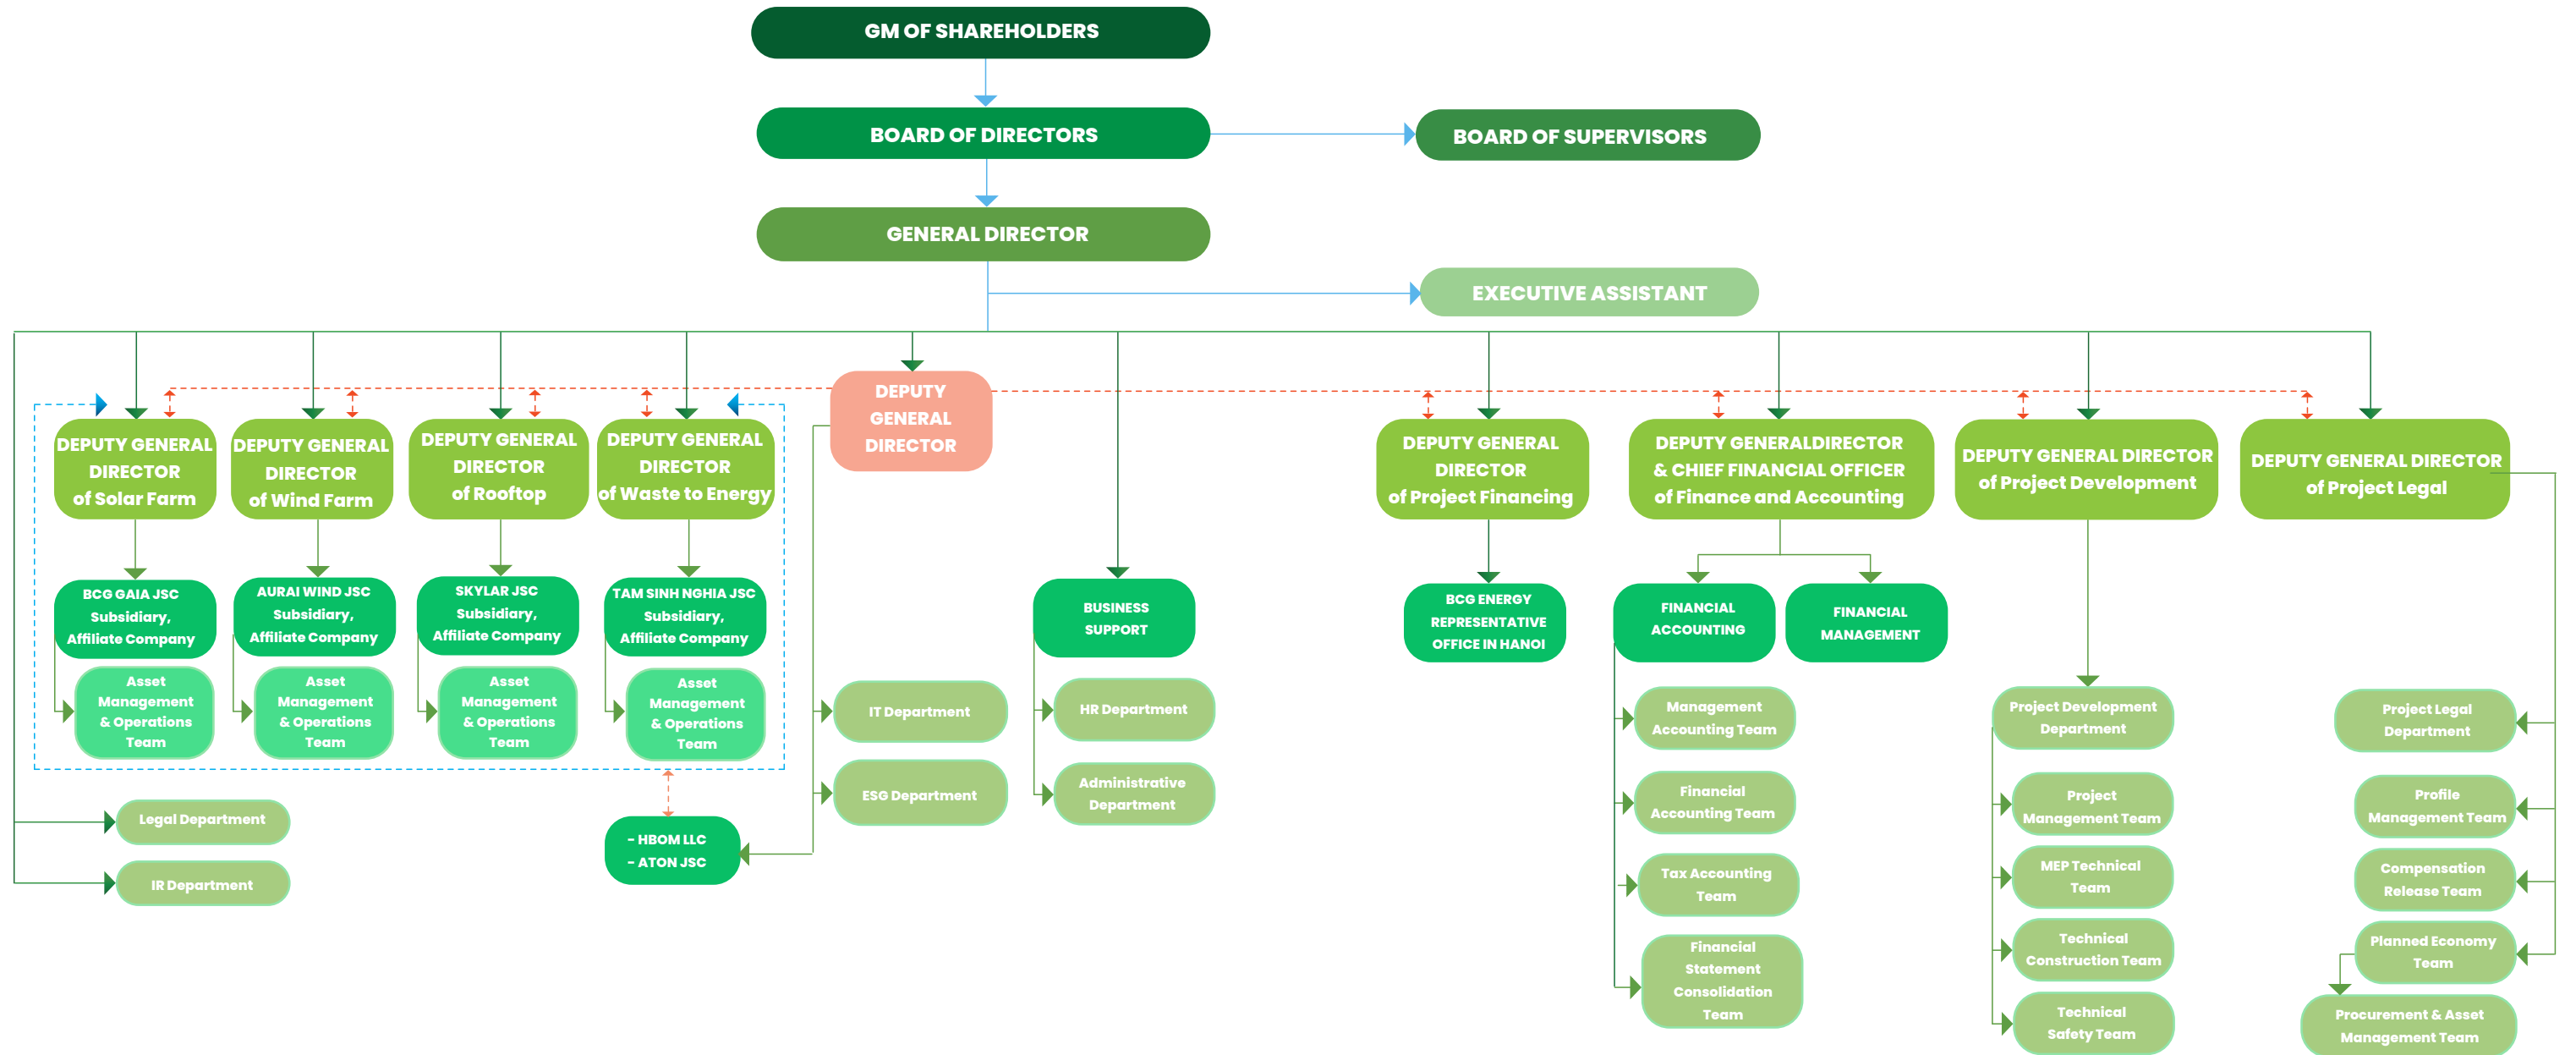 GM OF SHAREHOLDERS
BOARD OF DIRECTORS
BOARD OF SUPERVISORS
GENERAL DIRECTOR
EXECUTIVE ASSISTANT
DEPUTY GENERAL
DIRECTOR
of Solar Farm
DEPUTY GENERAL
DIRECTOR
of Wind Farm
DEPUTY GENERAL
DIRECTOR
of Rooftop
DEPUTY GENERAL
DIRECTOR
of Waste to Energy
DEPUTY
GENERAL
DIRECTOR
DEPUTY GENERAL
DIRECTOR
of Project Financing
DEPUTY GENERALDIRECTOR
& CHIEF FINANCIAL OFFICER
of Finance and Accounting
DEPUTY GENERAL DIRECTOR
of Project Development
DEPUTY GENERAL DIRECTOR
of Project Legal
BCG GAIA JSC
Subsidiary,
Affiliate Company
AURAI WIND JSC
Subsidiary,
Affiliate Company
SKYLAR JSC
Subsidiary,
Affiliate Company
TAM SINH NGHIA JSC
Subsidiary,
Affiliate Company
BUSINESS
SUPPORT
BCG ENERGY
REPRESENTATIVE
OFFICE IN HANOI
FINANCIAL
ACCOUNTING
FINANCIAL
MANAGEMENT
Asset
Management
& Operations
Team
Asset
Management
& Operations
Team
Asset
Management
& Operations
Team
Asset
Management
& Operations
Team
IT Department
ESG Department
HR Department
Administrative
Department
Legal Department
IR Department
- HBOM LLC
- ATON JSC
Management
Accounting Team
Financial
Accounting Team
Tax Accounting
Team
Financial
Statement
Consolidation
Team
Project Development
Department
Project
Management Team
MEP Technical
Team
Technical
Construction Team
Technical
Safety Team
Project Legal
Department
Profile
Management Team
Compensation
Release Team
Planned Economy
Team
Procurement & Asset
Management Team